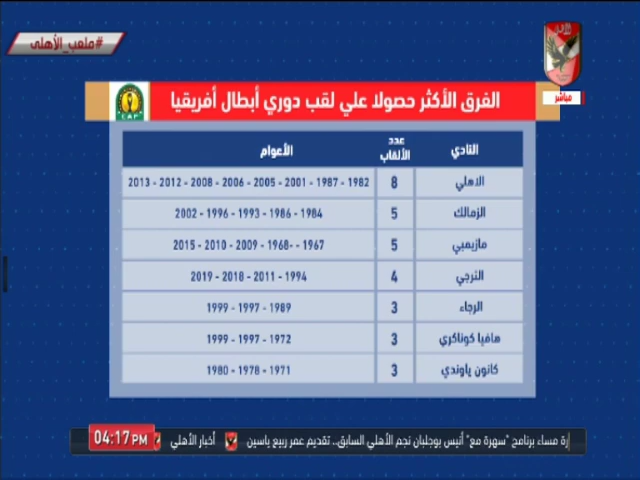 #ملعب_الأهلى
مباشر
الفرق الأكثر حصولا علي لقب دوري أبطال أفريقيا
CAF
النادي عدد الألقاب الأعوام
الاهلي 8 1982 - 1987 - 2001 - 2005 - 2006 - 2008 - 2012 - 2013
الزمالك 5 1984 - 1986 - 1993 - 1996 - 2002
مازيمبي 5 1967 -- 1968 - 2009 - 2010 - 2015
الترجي 4 1994 - 2011 - 2018 - 2019
الرجاء 3 1989 - 1997 - 1999
هافيا كوناكري 3 1972 - 1997 - 1999
كانون ياوندي 3 1971 - 1978 - 1980
رة مساء برنامج "سهرة مع" أنيس بوجلبان نجم الأهلي السابق.. تقديم عمر ربيع ياسين أخبار الأهلي
04:17 PM